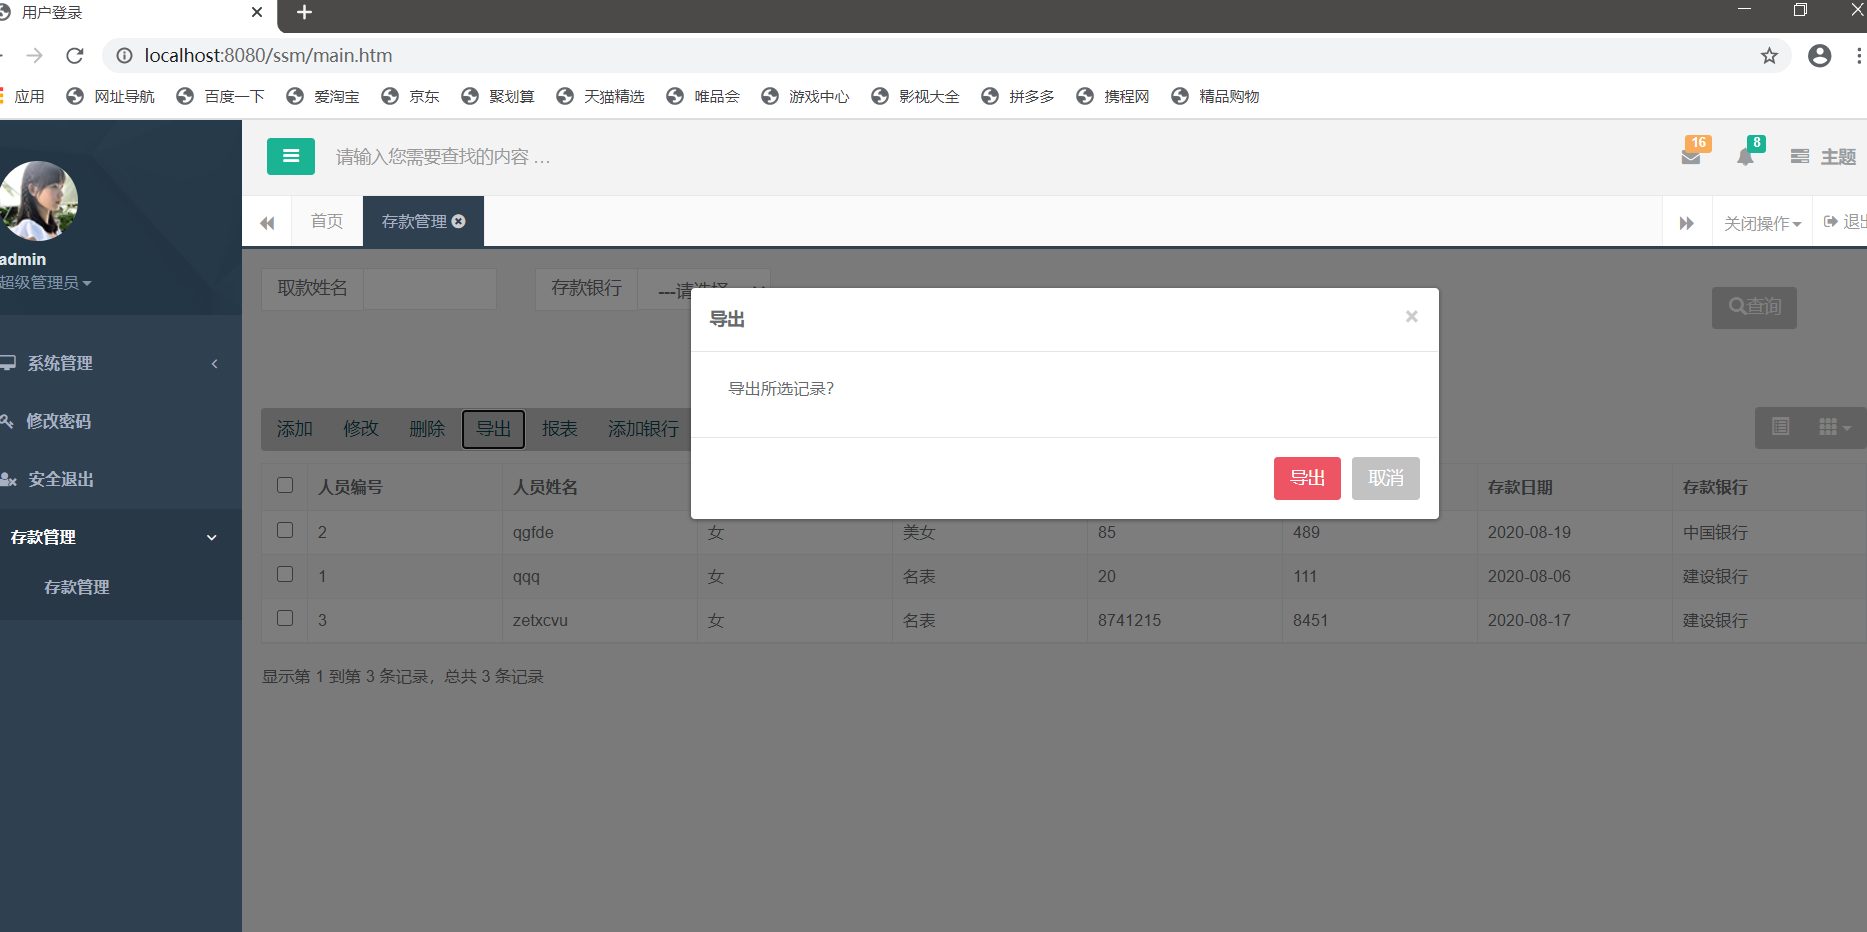 用户登录
localhost:8080/ssm/main.htm
应用 网址导航 百度一下 爱淘宝 京东 聚划算 天猫精选 唯品会 游戏中心 影视大全 拼多多 携程网 精品购物
请输入您需要查找的内容 … 16 8 主题
首页 存款管理 关闭操作 退出
admin
超级管理员
系统管理
修改密码
安全退出
存款管理
存款管理
取款姓名 存款银行 ---请选择 查询
导出 ×
导出所选记录?
导出 取消
添加 修改 删除 导出 报表 添加银行
人员编号 人员姓名 存款日期 存款银行
2 qgfde 女 美女 85 489 2020-08-19 中国银行
1 qqq 女 名表 20 111 2020-08-06 建设银行
3 zetxcvu 女 名表 8741215 8451 2020-08-17 建设银行
显示第 1 到第 3 条记录，总共 3 条记录